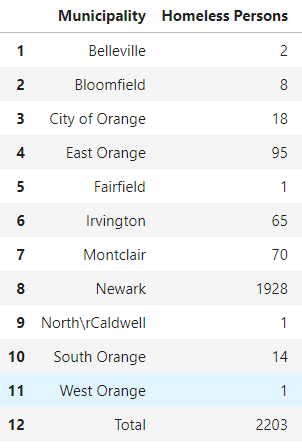 Municipality Homeless Persons
1 Belleville 2
2 Bloomfield 8
3 City of Orange 18
4 East Orange 95
5 Fairfield 1
6 Irvington 65
7 Montclair 70
8 Newark 1928
9 North\rCaldwell 1
10 South Orange 14
11 West Orange 1
12 Total 2203